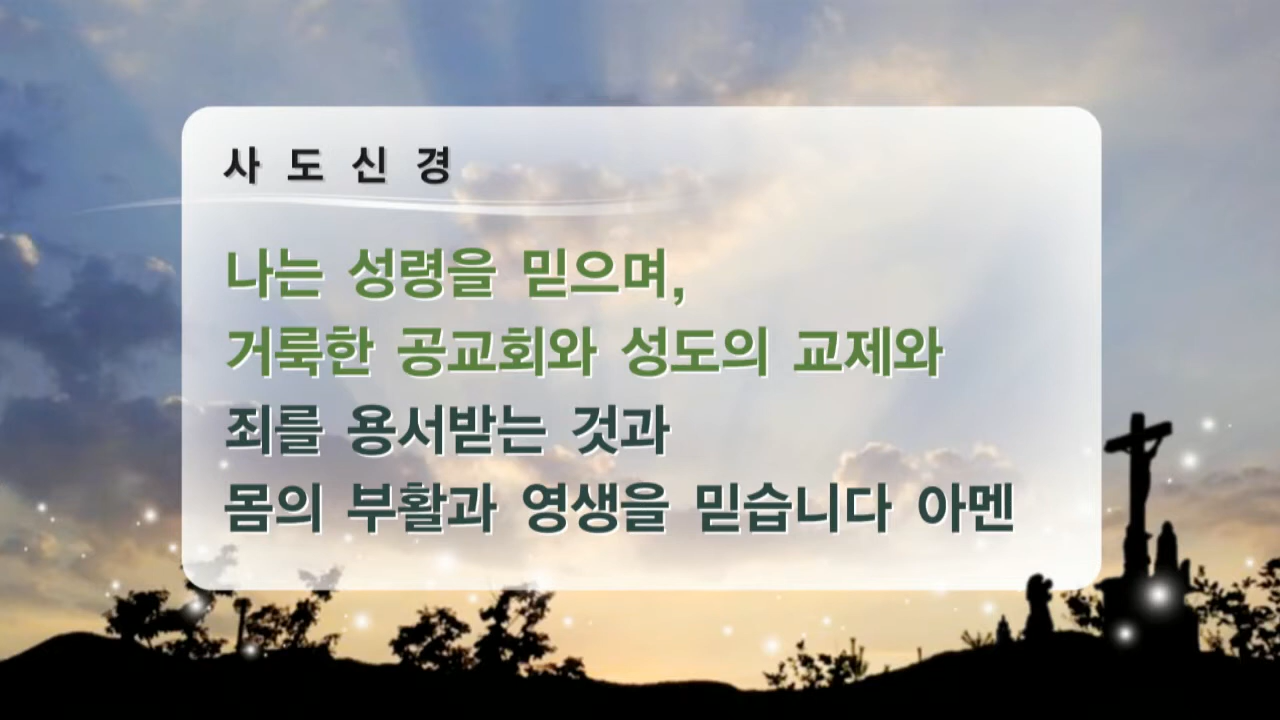 사 도 신 경
나는 성령을 믿으며,
거룩한 공교회와 성도의 교제와
죄를 용서받는 것과
몸의 부활과 영생을 믿습니다 아멘